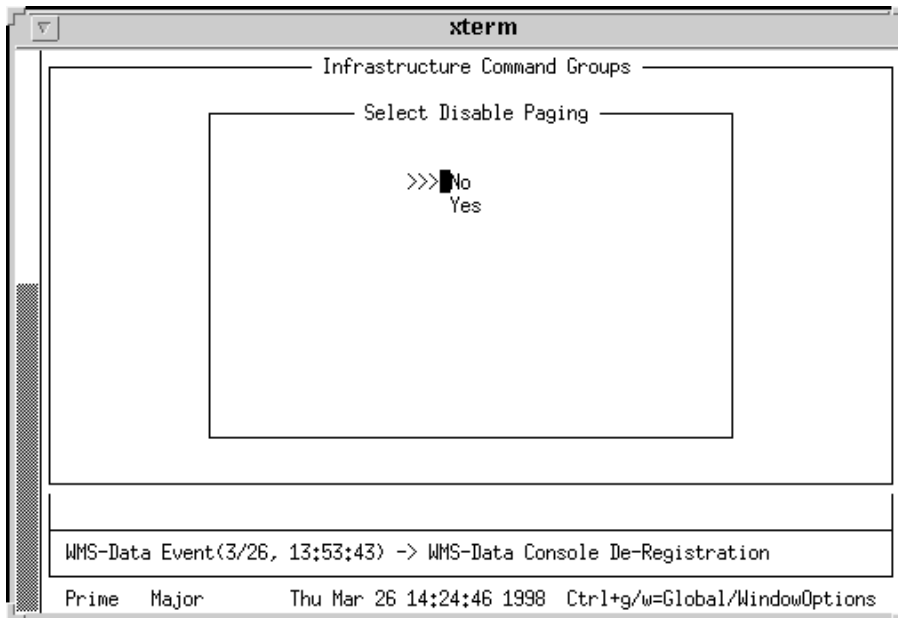 xterm
Infrastructure Command Groups
Select Disable Paging
>>> No
Yes
WMS-Data Event(3/26, 13:53:43) -> WMS-Data Console De-Registration
Prime Major Thu Mar 26 14:24:46 1998 Ctrl+g/w=Global/WindowOptions